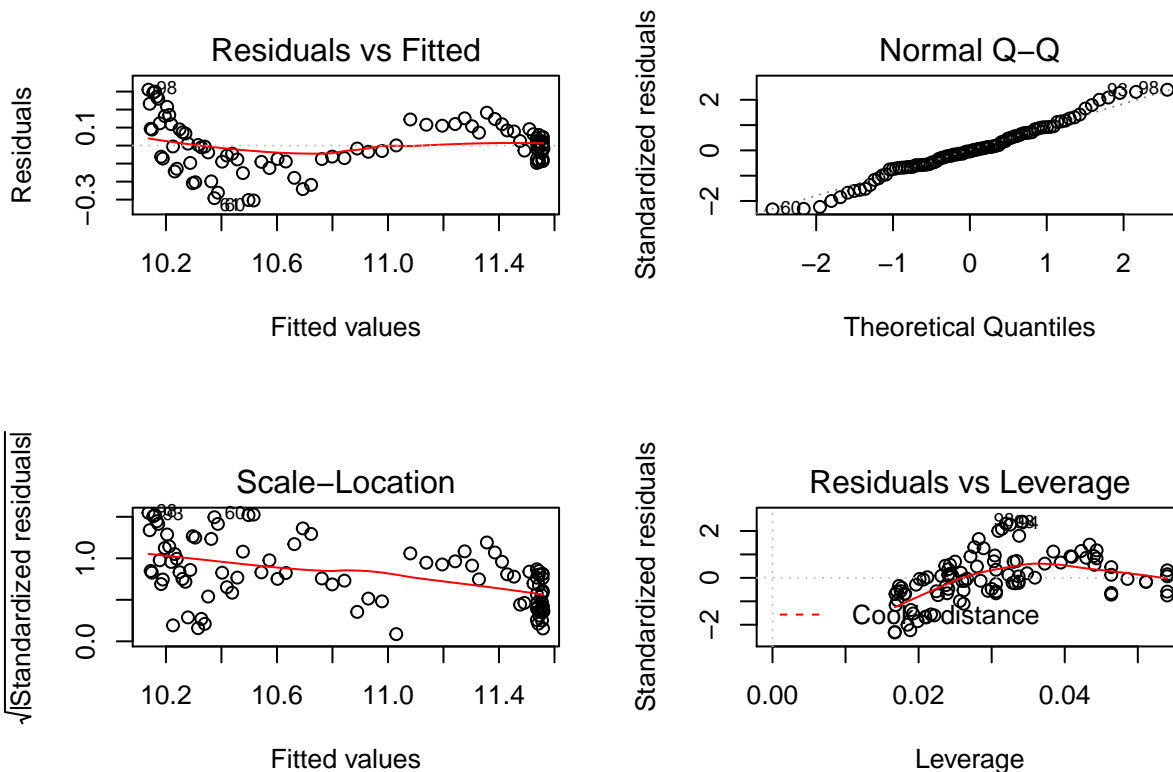 Residuals vs Fitted
Residuals
0.1
−0.3
98
60
10.2 10.6 11.0 11.4
Fitted values
Normal Q−Q
Standardized residuals
2
0
−2
98
60
−2 −1 0 1 2
Theoretical Quantiles
Scale−Location
√|Standardized residuals|
1.0
0.0
98
60
10.2 10.6 11.0 11.4
Fitted values
Residuals vs Leverage
Standardized residuals
2
0
−2
Cook's distance
0.00 0.02 0.04
Leverage